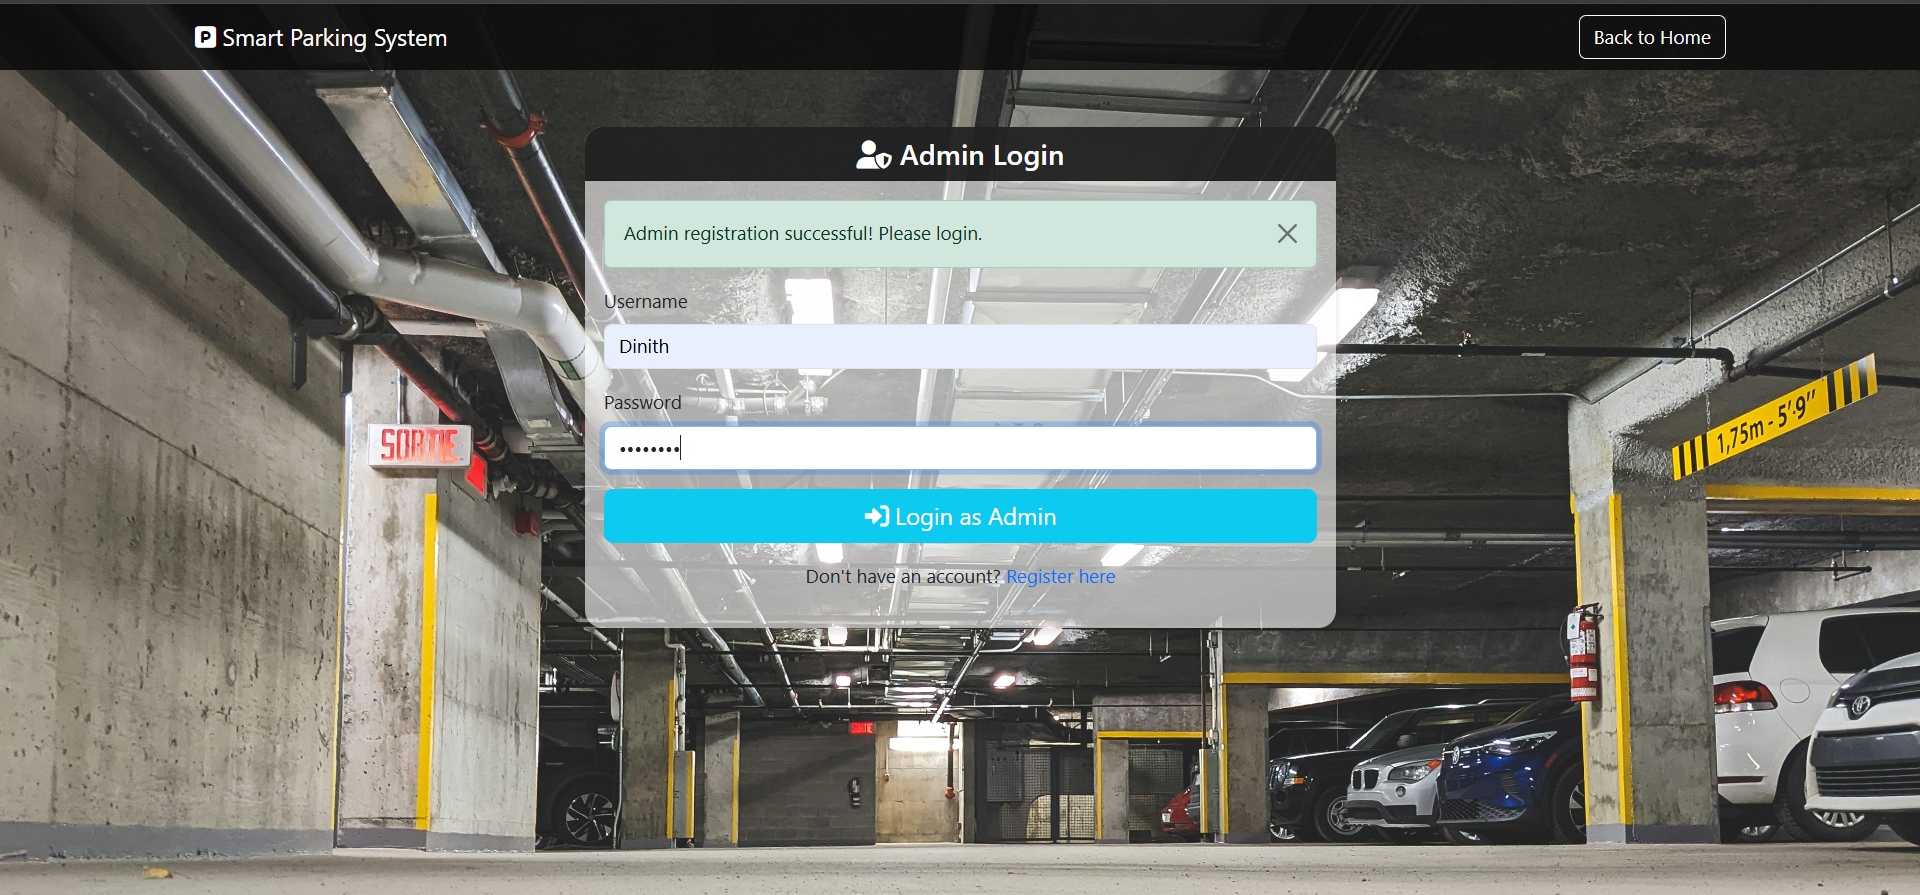 P Smart Parking System
Back to Home
Admin Login
Admin registration successful! Please login.
Username
Dinith
Password
••••••••
Login as Admin
Don't have an account? Register here
SORTIE
1,75m - 5'-9"
SORTIE